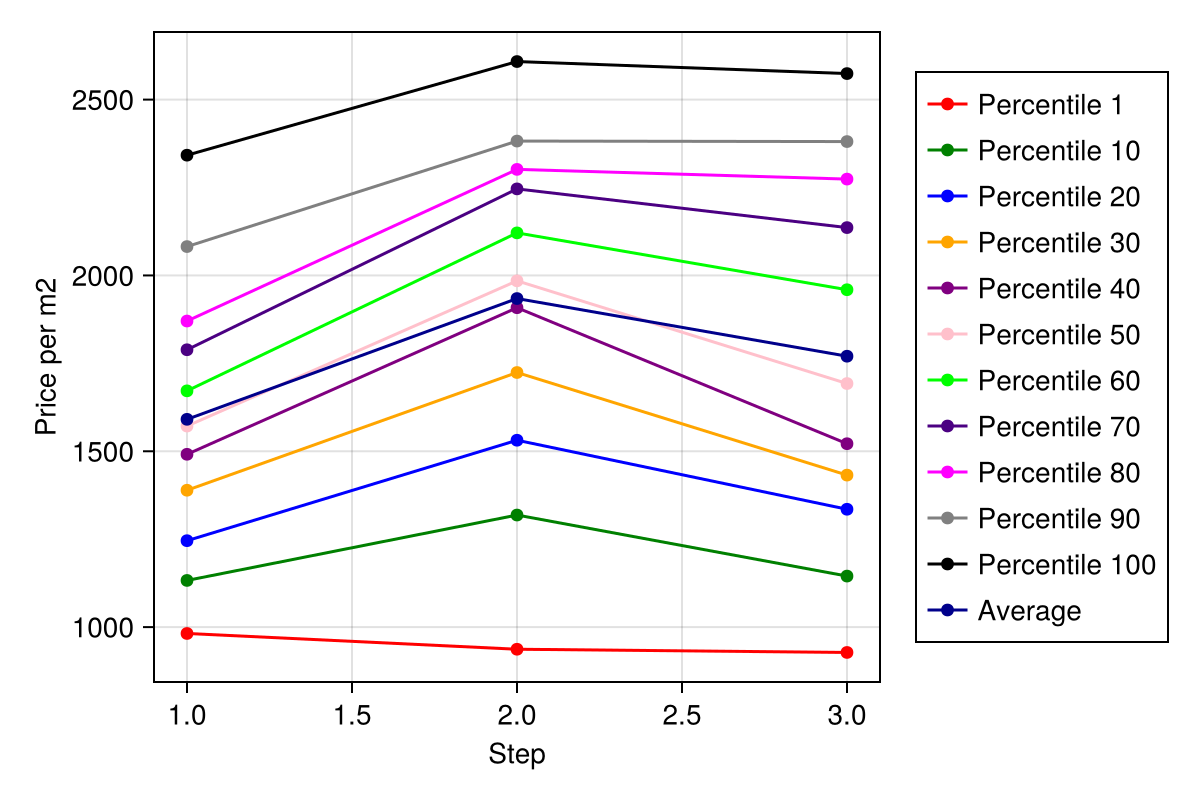 Price per m2
2500
2000
1500
1000
1.0 1.5 2.0 2.5 3.0
Step
Percentile 1
Percentile 10
Percentile 20
Percentile 30
Percentile 40
Percentile 50
Percentile 60
Percentile 70
Percentile 80
Percentile 90
Percentile 100
Average